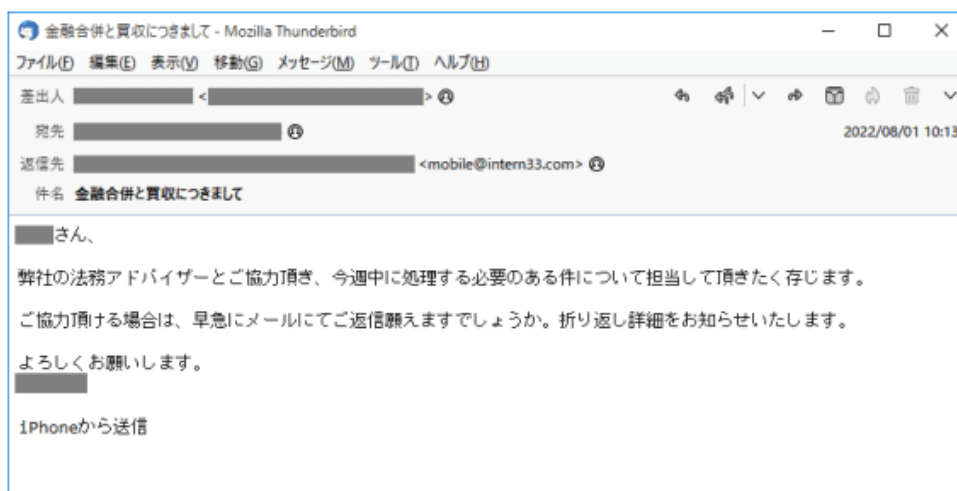 金融合併と買収につきまして - Mozilla Thunderbird
ファイル(F) 編集(E) 表示(V) 移動(G) メッセージ(M) ツール(T) ヘルプ(H)
差出人 < >
宛先
2022/08/01 10:13
返信先 <mobile@intern33.com>
件名 金融合併と買収につきまして
さん、
弊社の法務アドバイザーとご協力頂き、今週中に処理する必要のある件について担当して頂きたく存じます。
ご協力頂ける場合は、早急にメールにてご返信願えますでしょうか。折り返し詳細をお知らせいたします。
よろしくお願いします。
iPhoneから送信